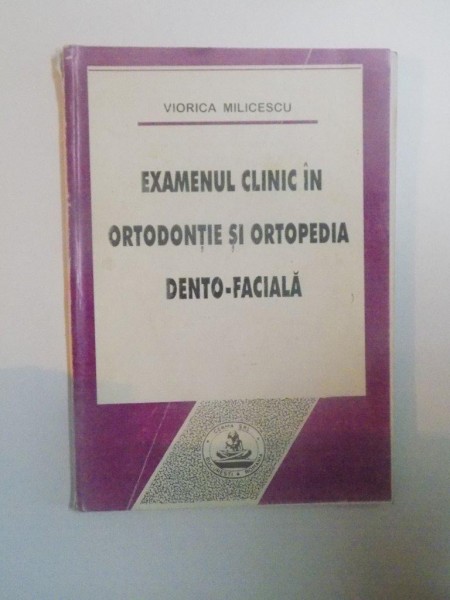 VIORICA MILICESCU
EXAMENUL CLINIC ÎN
ORTODONȚIE ȘI ORTOPEDIA
DENTO-FACIALĂ